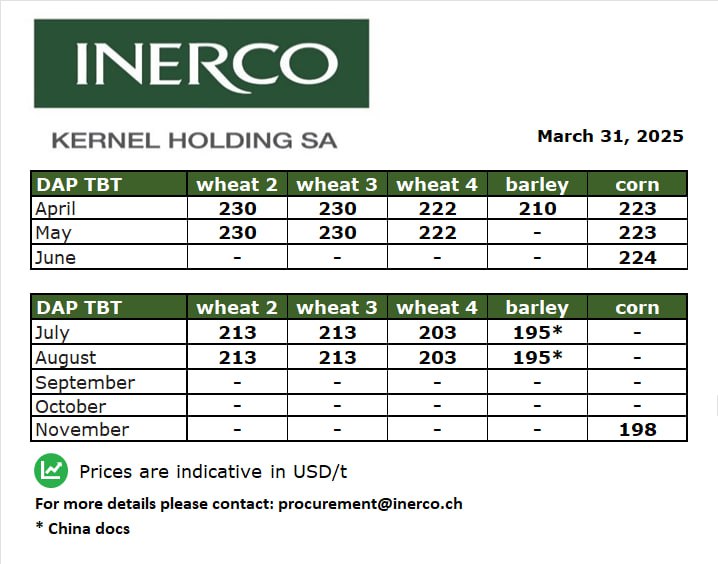 INERCO
KERNEL HOLDING SA
March 31, 2025
DAP TBT wheat 2 wheat 3 wheat 4 barley corn
April 230 230 222 210 223
May 230 230 222 - 223
June - - - - 224
DAP TBT wheat 2 wheat 3 wheat 4 barley corn
July 213 213 203 195* -
August 213 213 203 195* -
September - - - - -
October - - - - -
November - - - - 198
Prices are indicative in USD/t
For more details please contact: procurement@inerco.ch
* China docs